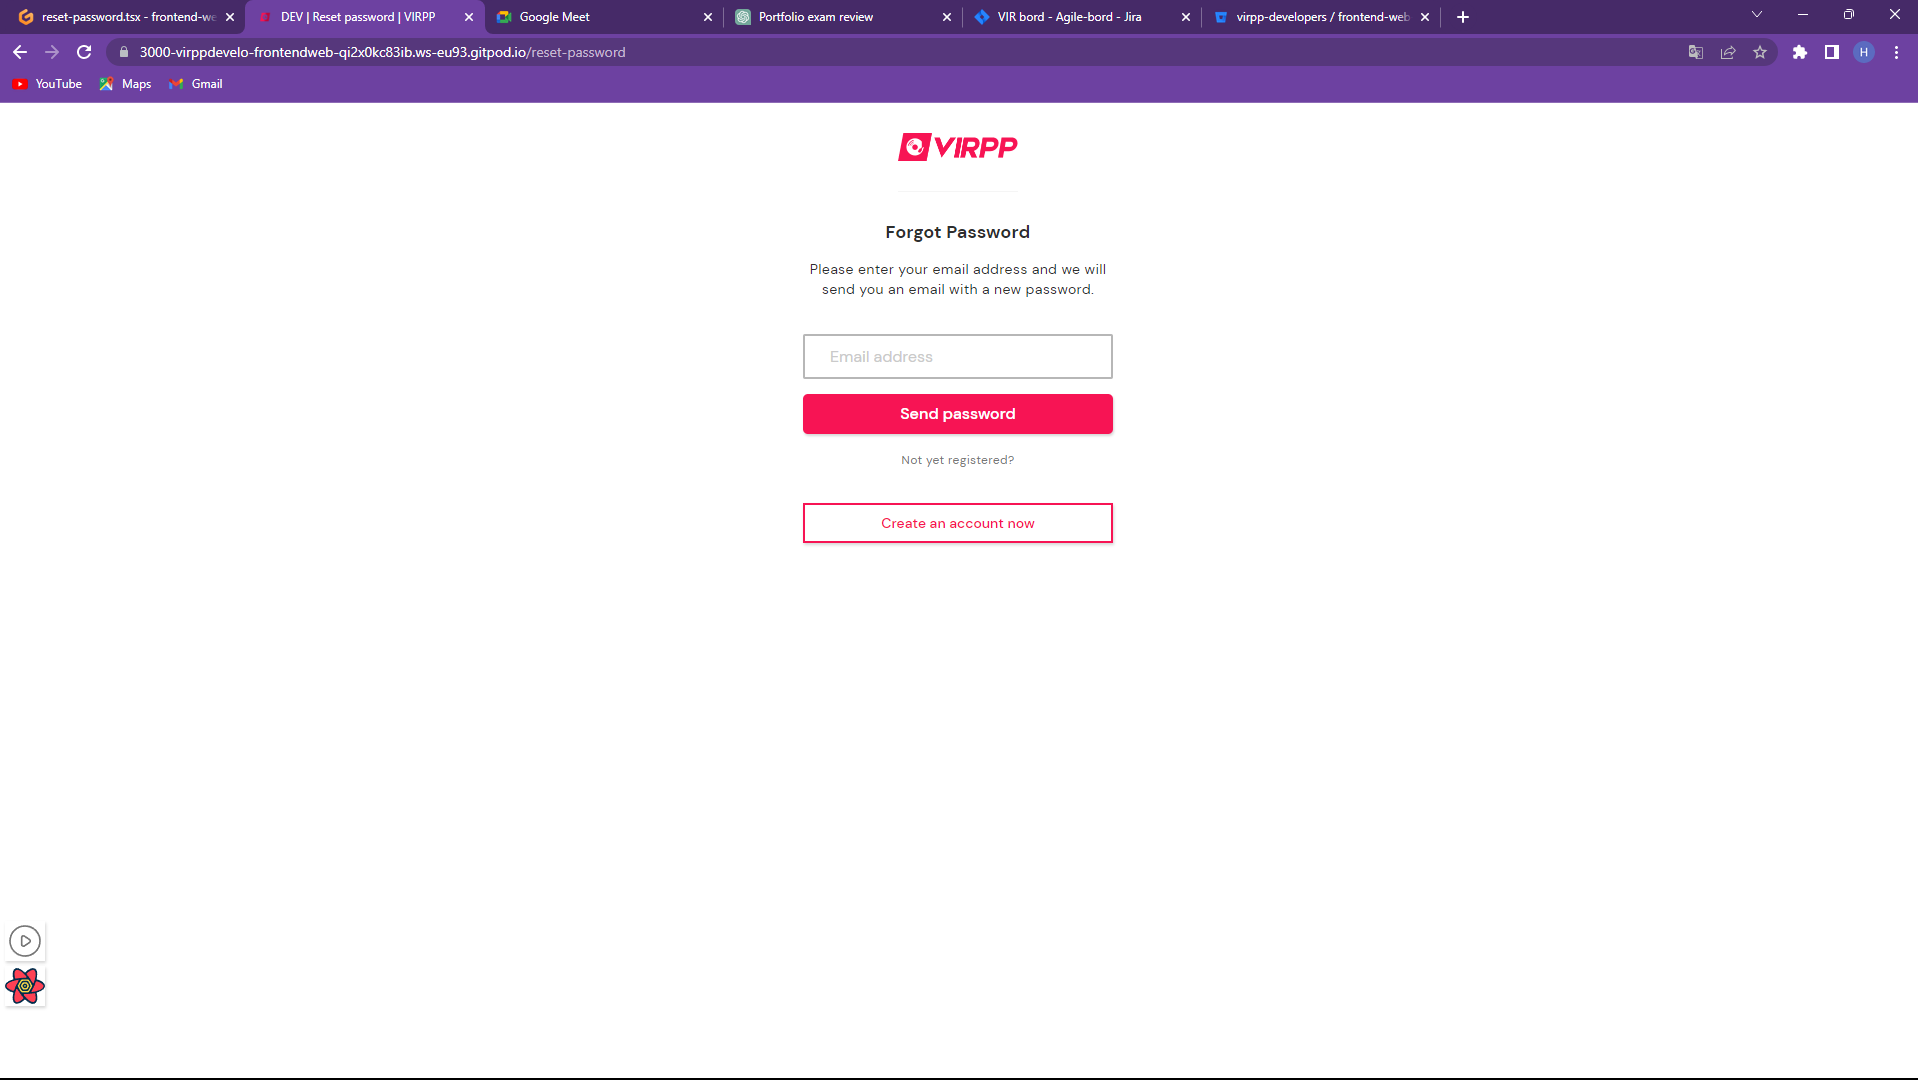 reset-password.tsx - frontend-we
DEV | Reset password | VIRPP
Google Meet
Portfolio exam review
VIR bord - Agile-bord - Jira
virpp-developers / frontend-web
3000-virppdevelo-frontendweb-qi2x0kc83ib.ws-eu93.gitpod.io/reset-password
H
YouTube
Maps
Gmail
VIRPP
Forgot Password
Please enter your email address and we will
send you an email with a new password.
Email address
Send password
Not yet registered?
Create an account now